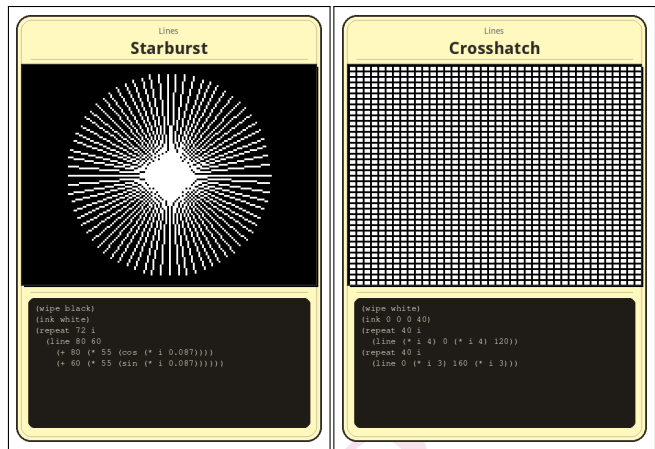 Lines
Starburst
(wipe black)
(ink white)
(repeat 72 i
  (line 80 60
    (+ 80 (* 55 (cos (* i 0.087))))
    (+ 60 (* 55 (sin (* i 0.087))))))
Lines
Crosshatch
(wipe white)
(ink 0 0 0 40)
(repeat 40 i
  (line (* i 4) 0 (* i 4) 120))
(repeat 40 i
  (line 0 (* i 3) 160 (* i 3)))